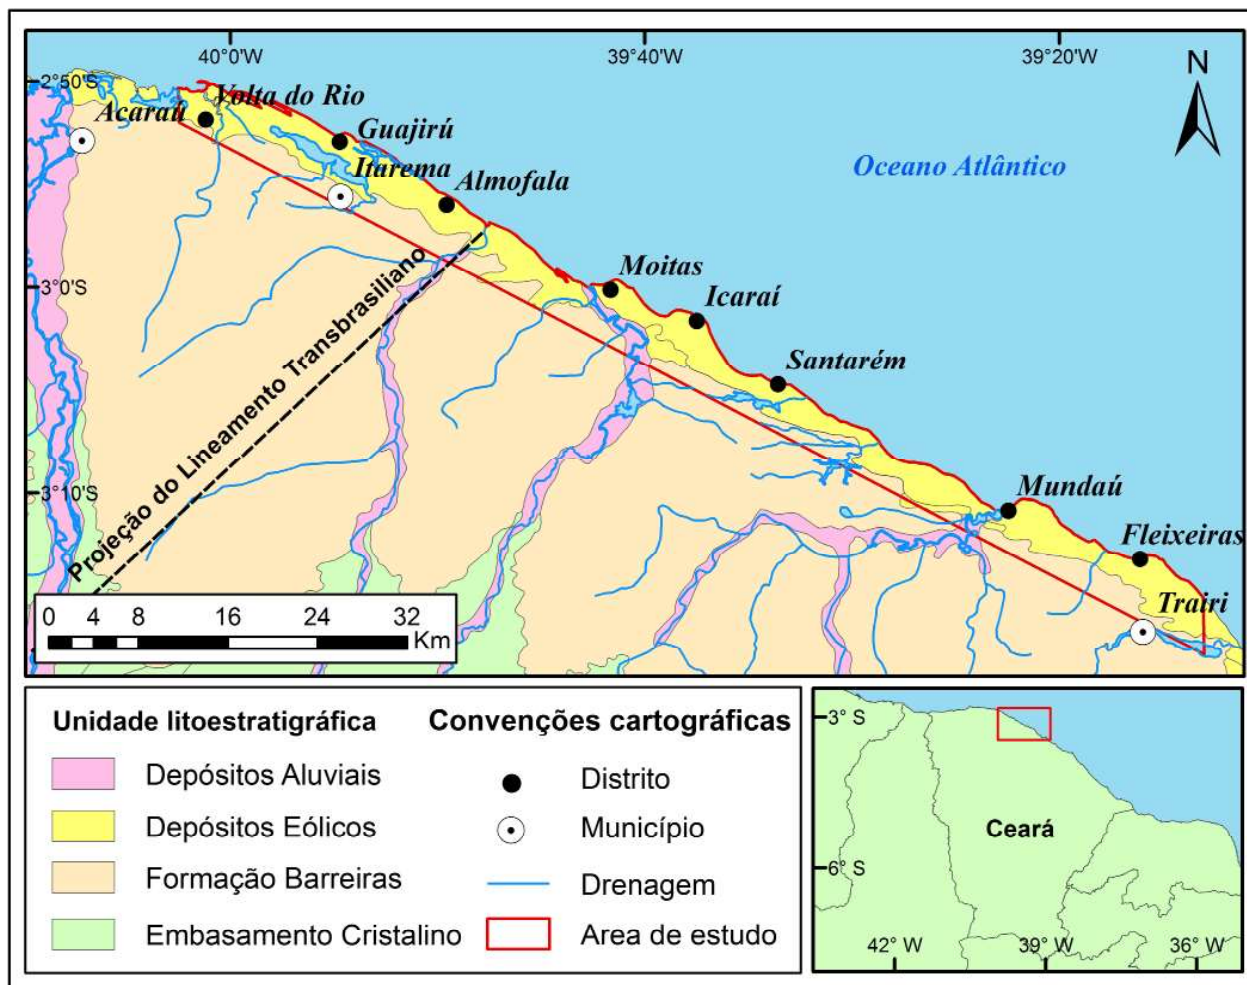 40°0'W
39°40'W
39°20'W
2°50'S
N
Volta do Rio
Acaraú
Guajirú
Itarema
Almofala
Oceano Atlântico
3°0'S
Moitas
Icaraí
Santarém
Projeção do Lineamento Transbrasiliano
3°10'S
Mundaú
Fleixeiras
Trairi
0 4 8 16 24 32
Km
Unidade litoestratigráfica
Depósitos Aluviais
Depósitos Eólicos
Formação Barreiras
Embasamento Cristalino
Convenções cartográficas
Distrito
Município
Drenagem
Area de estudo
3° S
Ceará
6° S
42° W
39° W
36° W